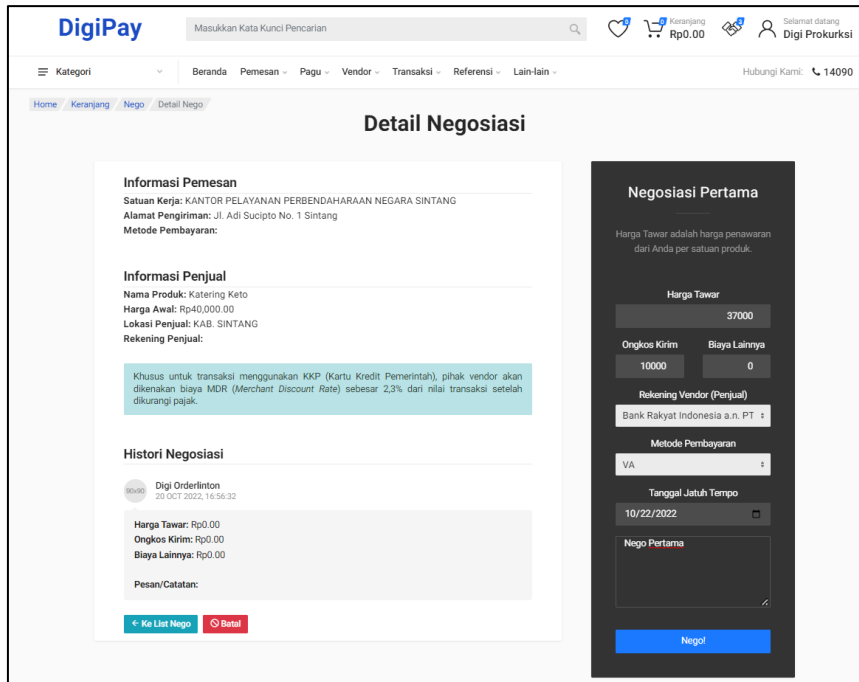 DigiPay
Masukkan Kata Kunci Pencarian
0
0
Keranjang
Rp0.00
Selamat datang
Digi Prokurksi
Kategori
Beranda Pemesan Pagu Vendor Transaksi Referensi Lain-lain
Hubungi Kami: 14090
Home / Keranjang / Nego / Detail Nego
Detail Negosiasi
Informasi Pemesan
Satuan Kerja: KANTOR PELAYANAN PERBENDAHARAAN NEGARA SINTANG
Alamat Pengiriman: Jl. Adi Sucipto No. 1 Sintang
Metode Pembayaran:
Informasi Penjual
Nama Produk: Katering Keto
Harga Awal: Rp40,000.00
Lokasi Penjual: KAB. SINTANG
Rekening Penjual:
Khusus untuk transaksi menggunakan KKP (Kartu Kredit Pemerintah), pihak vendor akan
dikenakan biaya MDR (Merchant Discount Rate) sebesar 2,3% dari nilai transaksi setelah
dikurangi pajak.
Histori Negosiasi
90x90
Digi Orderlinton
20 OCT 2022, 16:56:32
Harga Tawar: Rp0.00
Ongkos Kirim: Rp0.00
Biaya Lainnya: Rp0.00
Pesan/Catatan:
Ke List Nego
Batal
Negosiasi Pertama
Harga Tawar adalah harga penawaran
dari Anda per satuan produk.
Harga Tawar
37000
Ongkos Kirim Biaya Lainnya
10000 0
Rekening Vendor (Penjual)
Bank Rakyat Indonesia a.n. PT
Metode Pembayaran
VA
Tanggal Jatuh Tempo
10/22/2022
Nego Pertama
Nego!